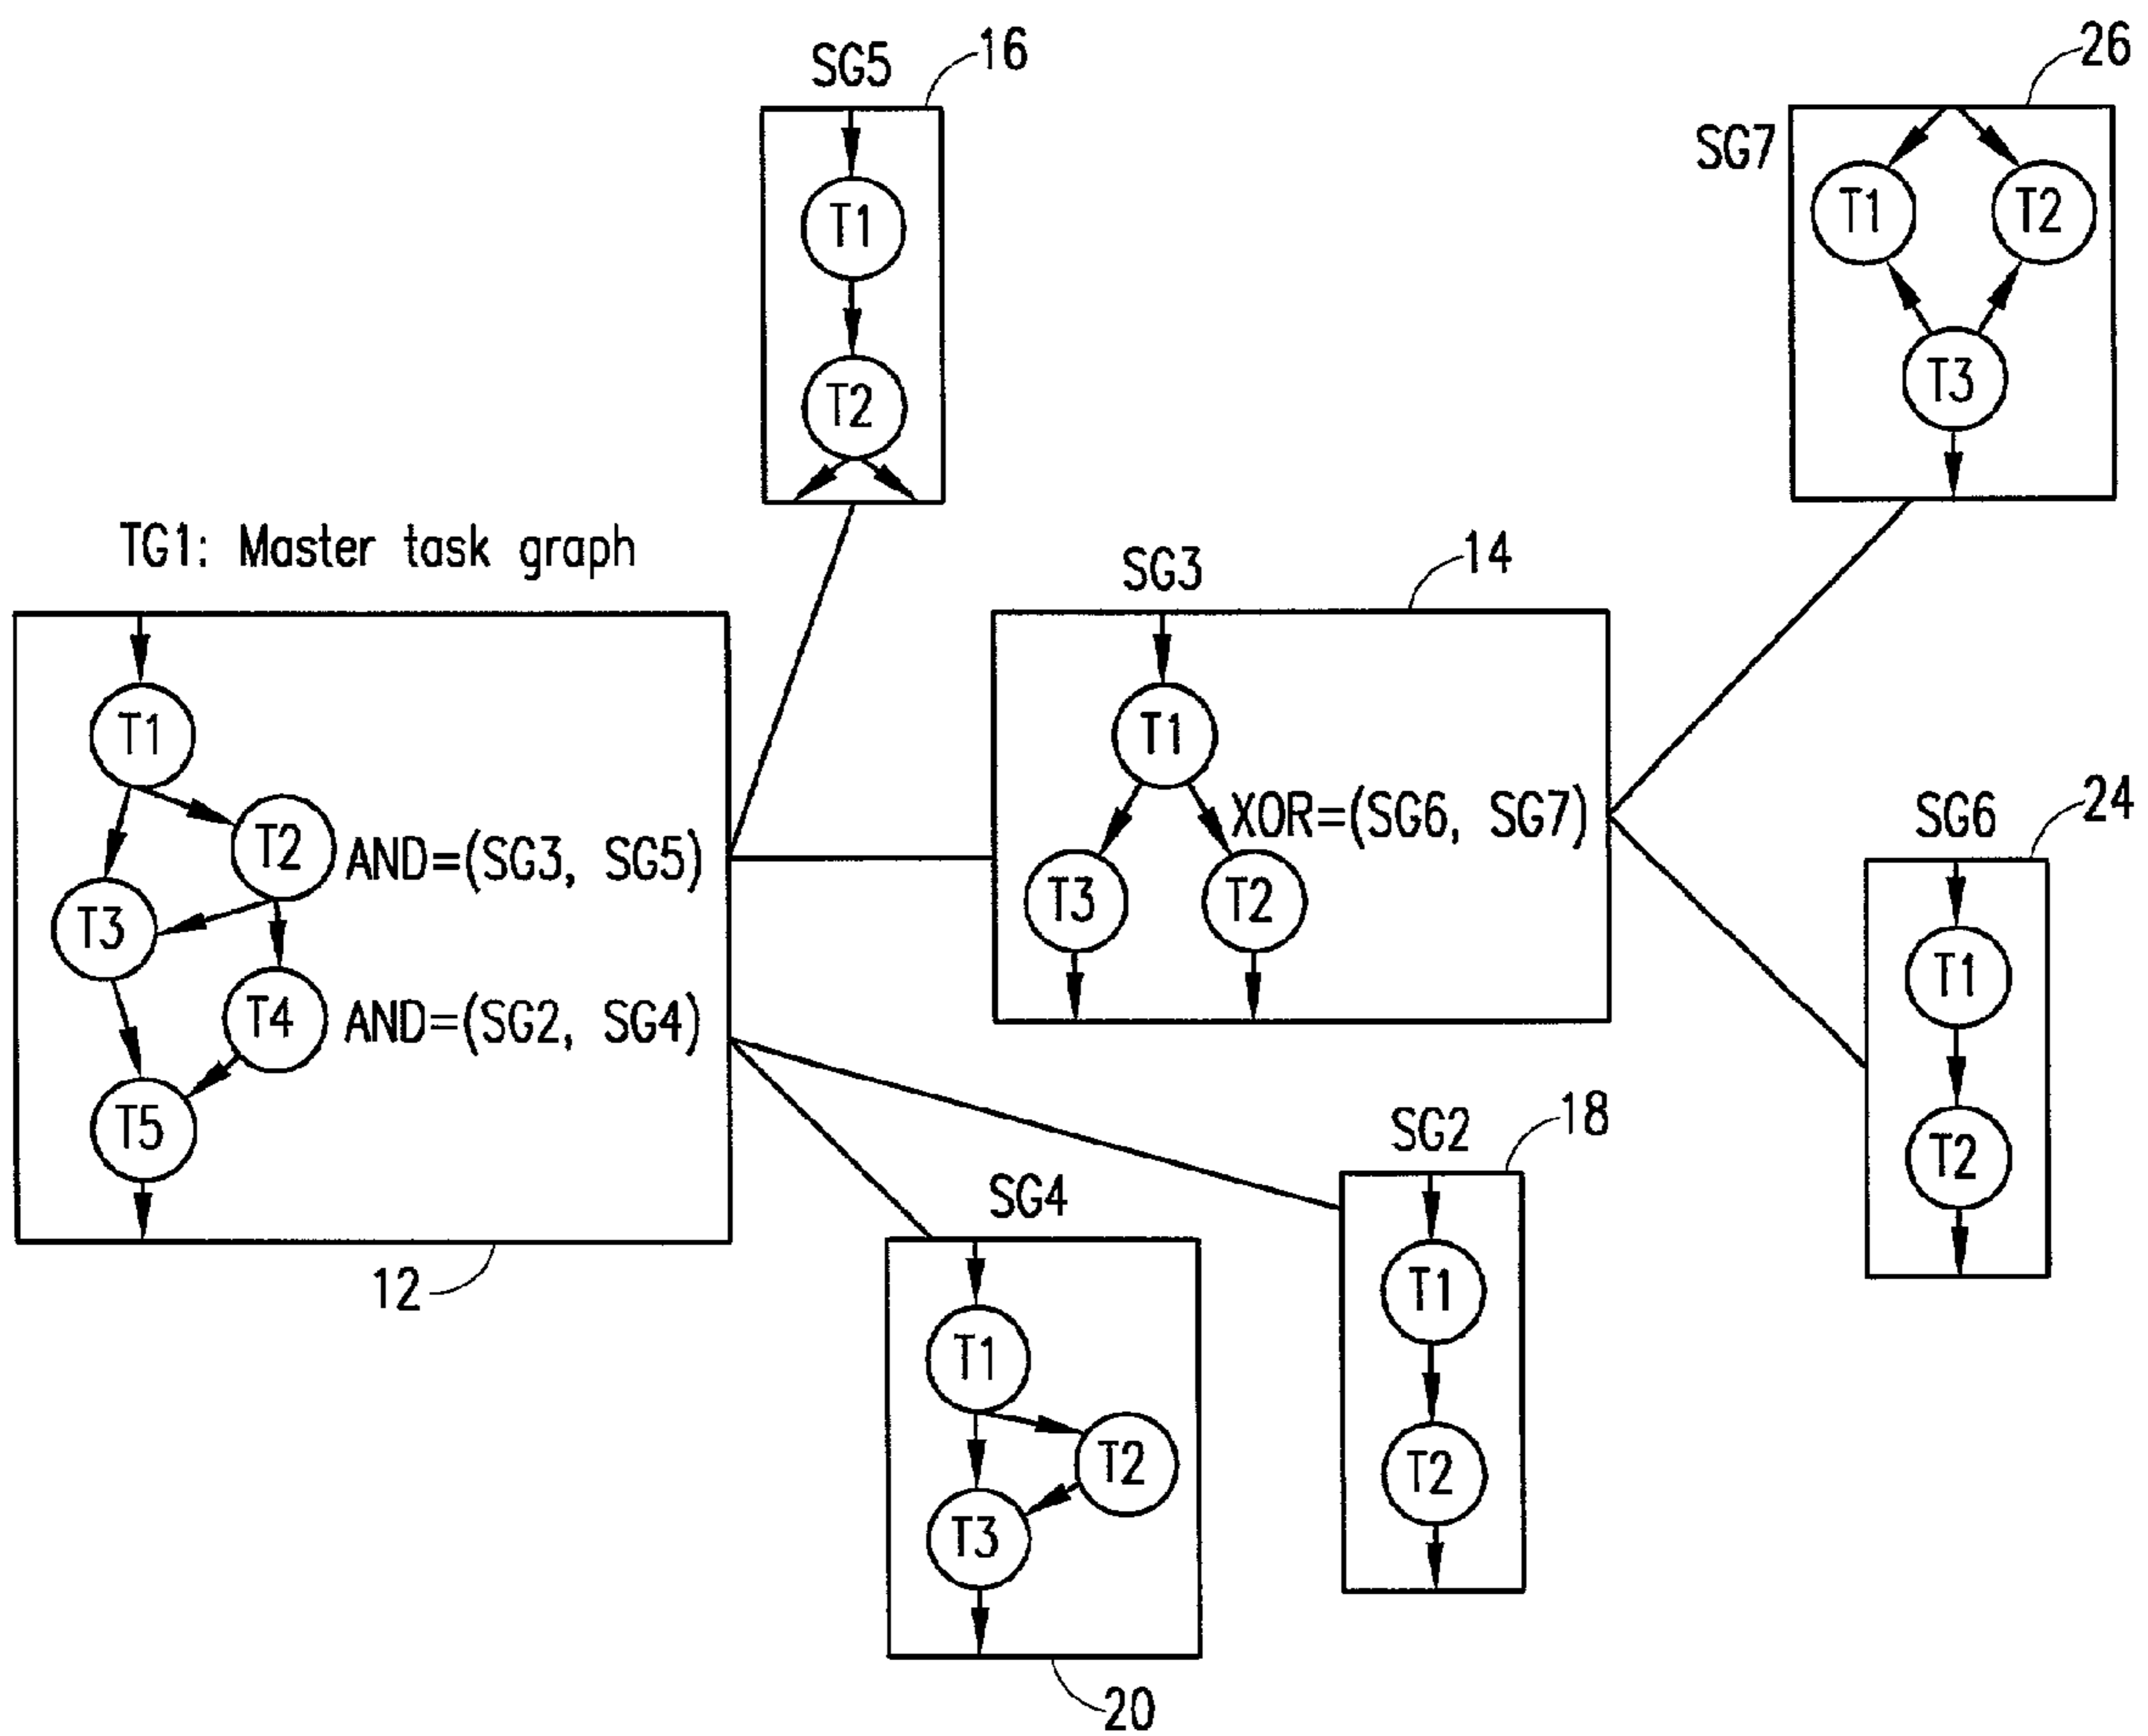 SG5
16
26
SG7
T1
T2
T1
T2
T3
TG1: Master task graph
SG3
14
T1
T2
AND=(SG3, SG5)
T3
T4
AND=(SG2, SG4)
T5
12
T1
XOR=(SG6, SG7)
T3
T2
SG6
24
T1
T2
SG4
T1
T2
T3
20
SG2
18
T1
T2